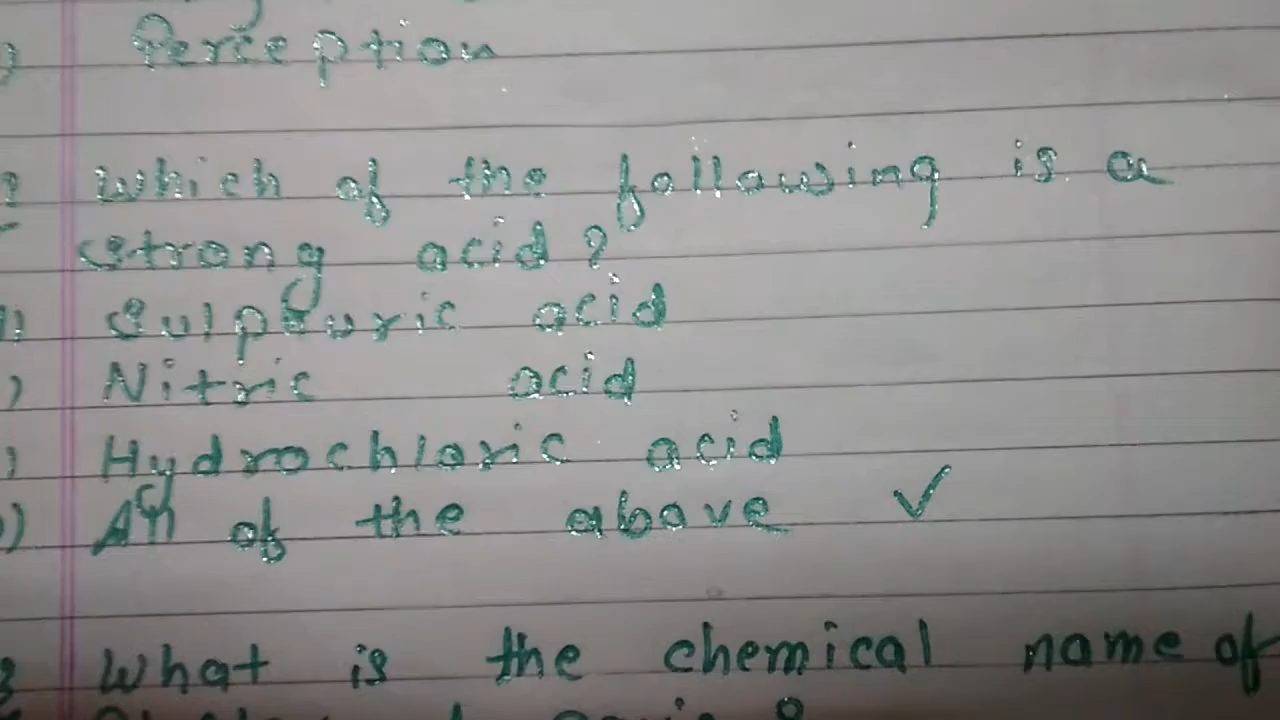 ) Perception
which of the following is a
strong acid?
Sulphuric acid
) Nitric acid
) Hydrochloric acid
) All of the above ✓
What is the chemical name of